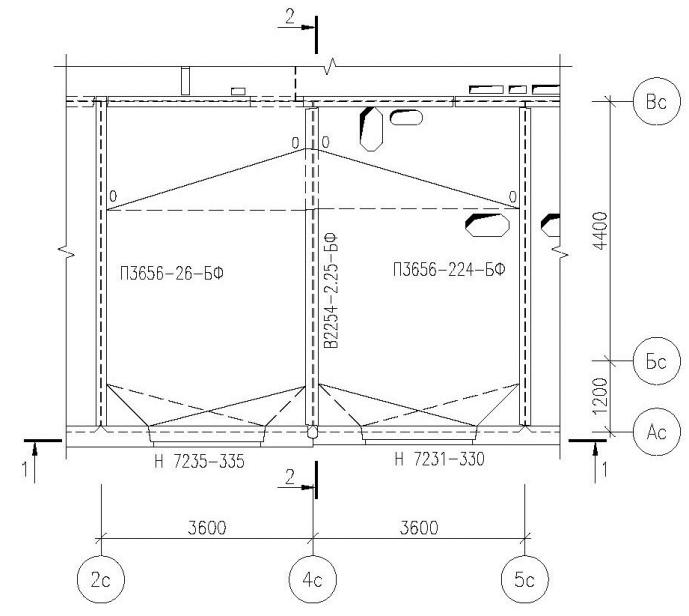 2
Вс
0
0
0
0
4400
П3656-26-БФ
В2254-2.25-БФ
П3656-224-БФ
Бс
1200
Ас
1
Н 7235-335
Н 7231-330
1
2
3600
3600
2с
4с
5с